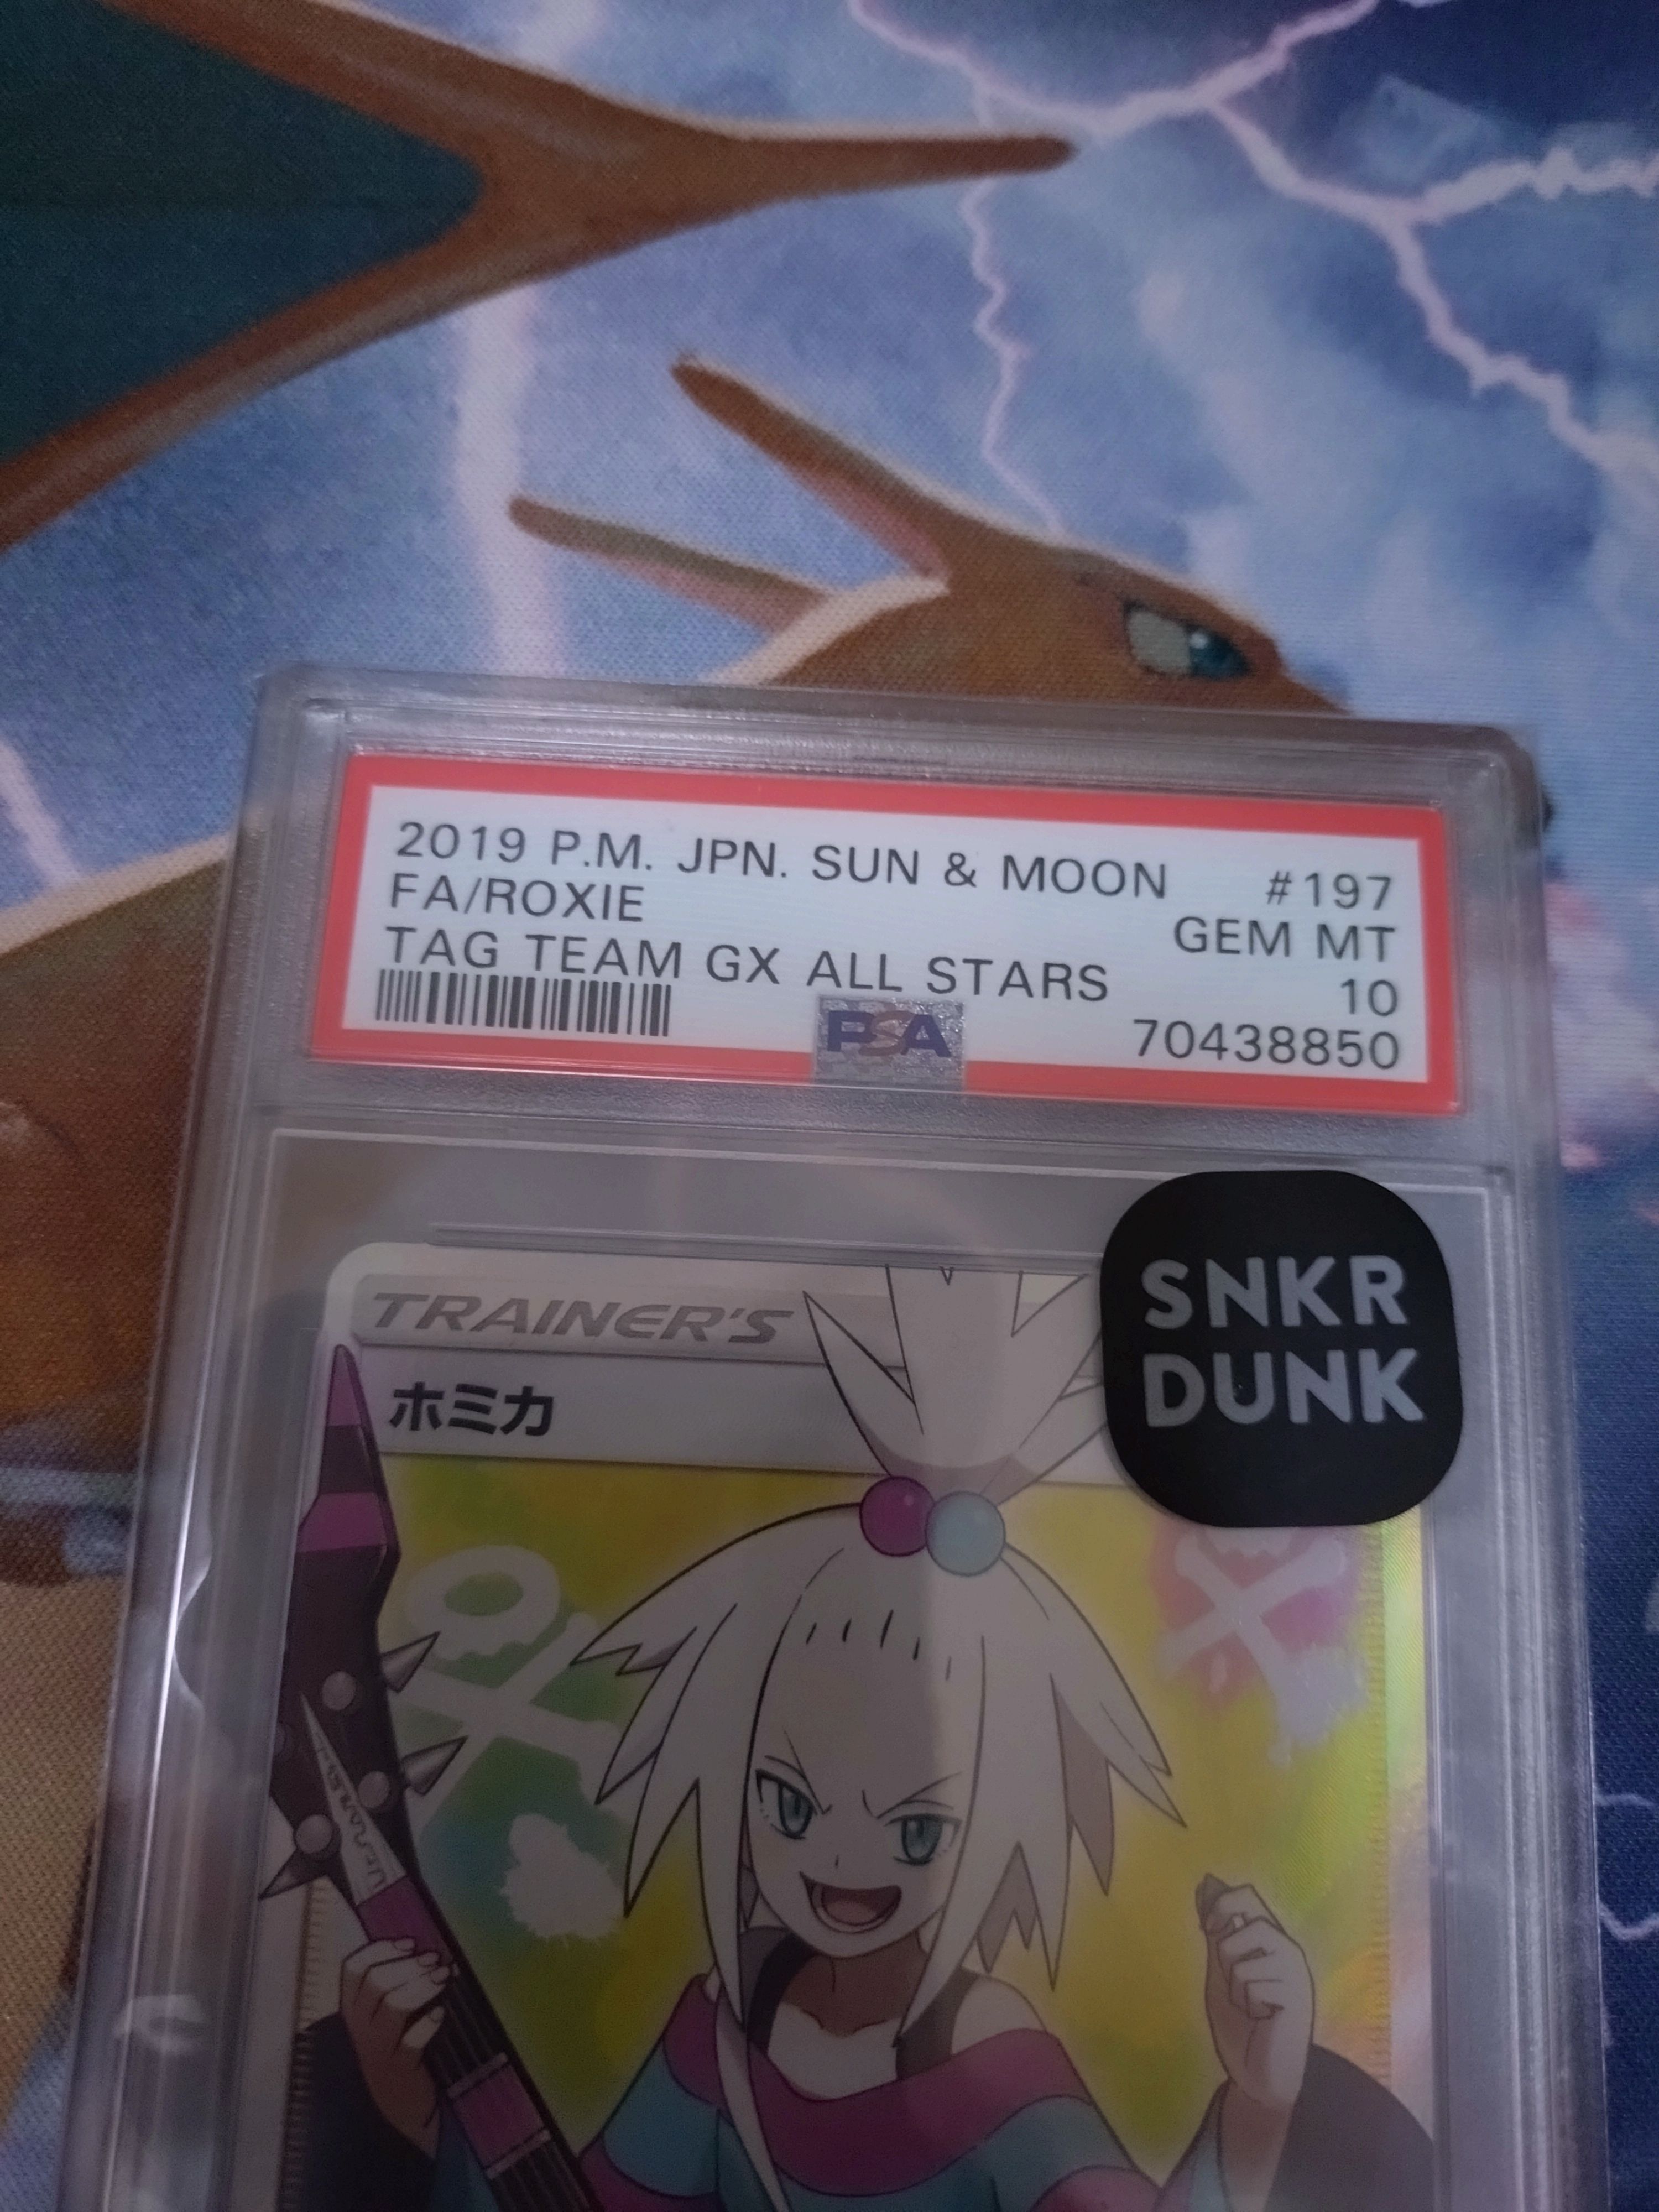 2019 P.M. JPN. SUN & MOON #197
FA/ROXIE GEM MT
TAG TEAM GX ALL STARS 10
PSA 70438850
SNKR
DUNK
TRAINER'S
ホミカ